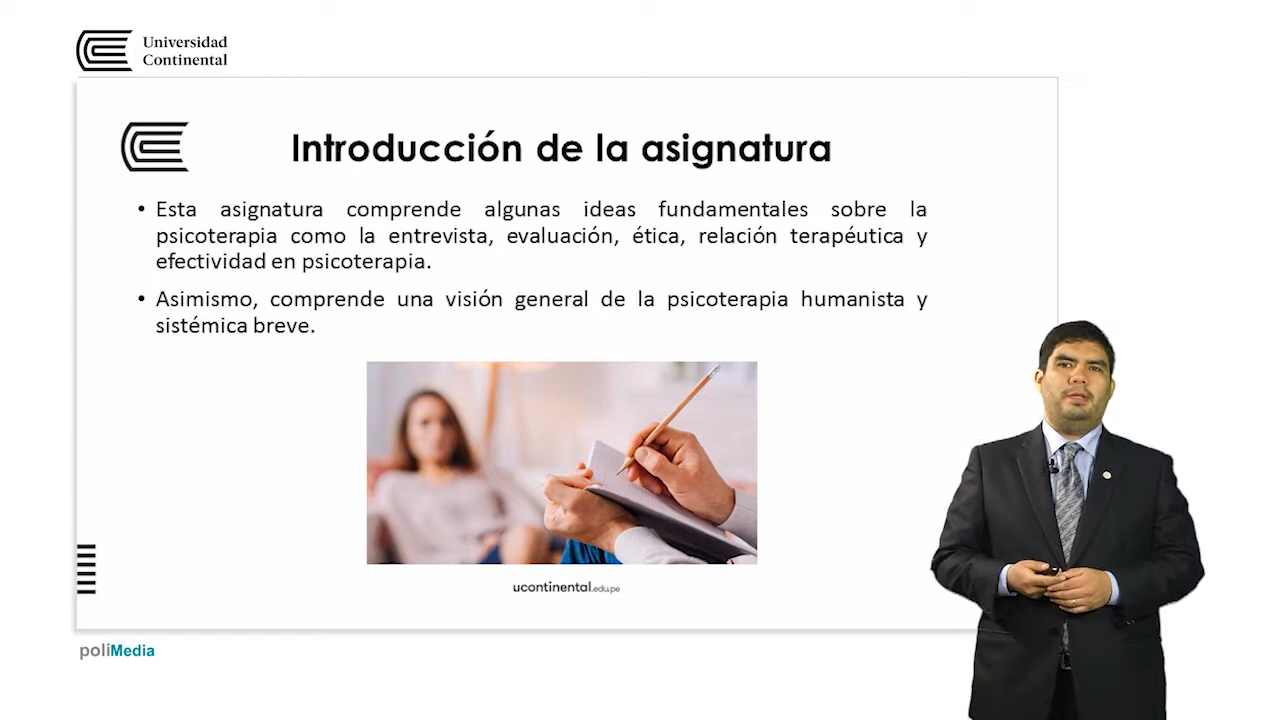 Universidad
Continental
Introducción de la asignatura
• Esta asignatura comprende algunas ideas fundamentales sobre la
psicoterapia como la entrevista, evaluación, ética, relación terapéutica y
efectividad en psicoterapia.
• Asimismo, comprende una visión general de la psicoterapia humanista y
sistémica breve.
ucontinental.edu.pe
poliMedia